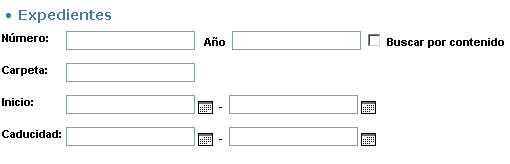 • Expedientes
Número: Año Buscar por contenido
Carpeta:
Inicio: -
Caducidad: -